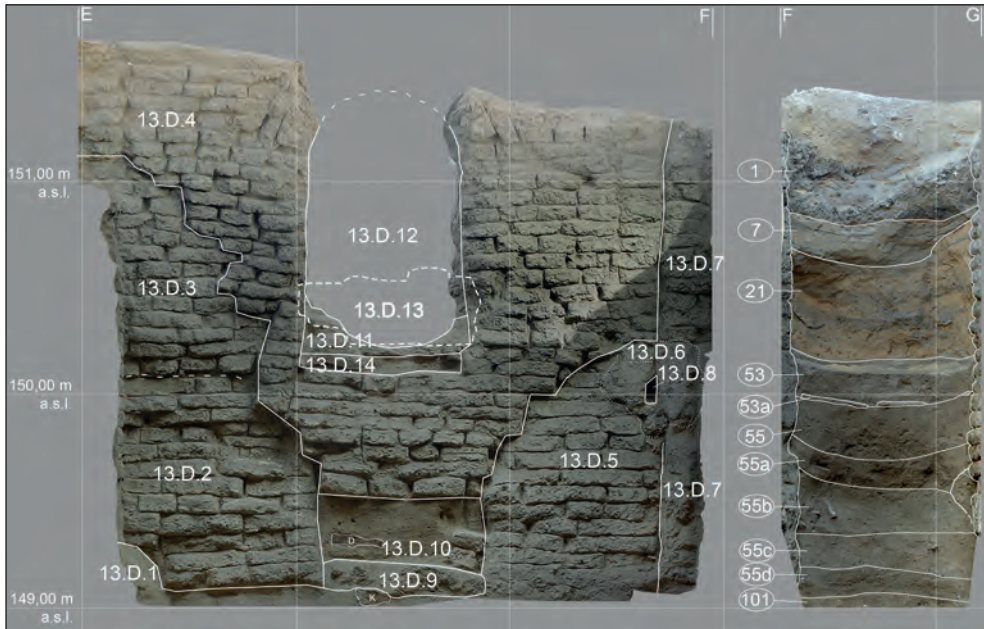 E
F
F
G
13.D.4
151,00 m
a.s.l.
1
13.D.12
7
13.D.7
13.D.3
21
13.D.13
13.D.11
13.D.6
13.D.14
13.D.8
150,00 m
a.s.l.
53
53a
55
13.D.2
13.D.5
55a
13.D.7
55b
D
13.D.10
55c
13.D.1
13.D.9
55d
K
149,00 m
a.s.l.
101